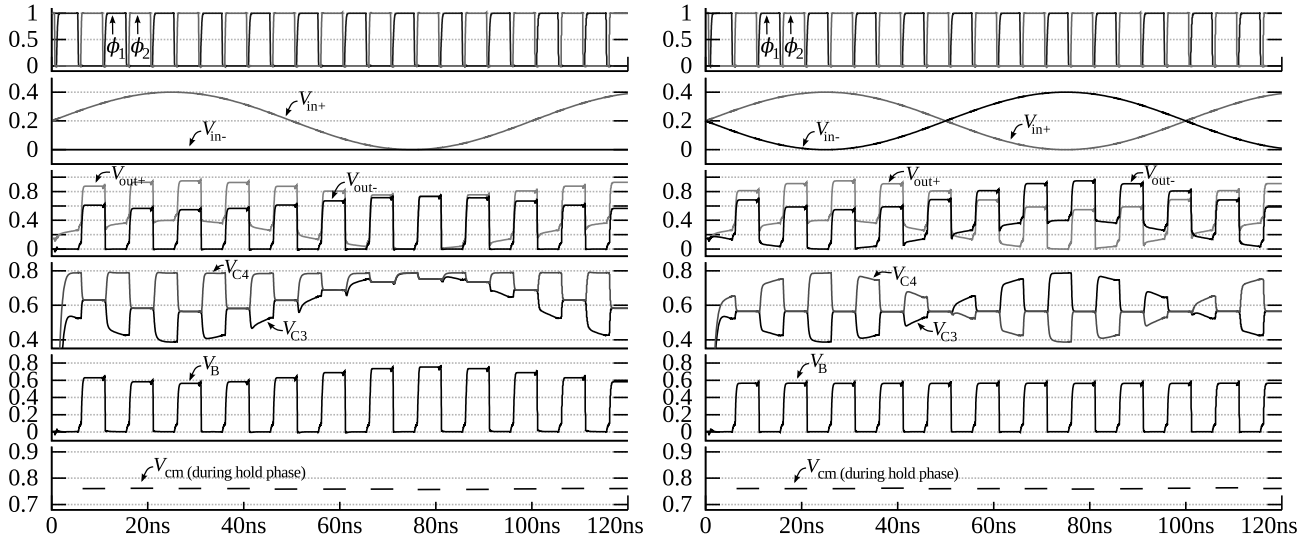 1
0.5
0
ϕ1 ϕ2
0.4
0.2
0
Vin+
Vin-
0.8
0.4
0
Vout+
Vout-
0.8
0.6
0.4
VC4
VC3
0.8
0.6
0.4
0.2
0
VB
0.9
0.8
0.7
Vcm (during hold phase)
0 20ns 40ns 60ns 80ns 100ns 120ns
1
0.5
0
ϕ1 ϕ2
0.4
0.2
0
Vin-
Vin+
0.8
0.4
0
Vout+
Vout-
0.8
0.6
0.4
VC4
VC3
0.8
0.6
0.4
0.2
0
VB
0.9
0.8
0.7
Vcm (during hold phase)
0 20ns 40ns 60ns 80ns 100ns 120ns